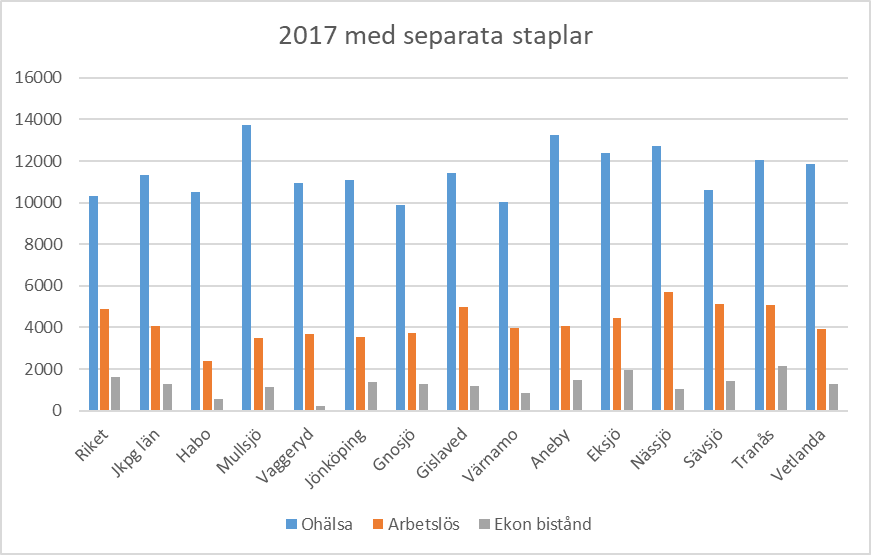 2017 med separata staplar
16000
14000
12000
10000
8000
6000
4000
2000
0
Riket
Jkpg län
Habo
Mullsjö
Vaggeryd
Jönköping
Gnosjö
Gislaved
Värnamo
Aneby
Eksjö
Nässjö
Sävsjö
Tranås
Vetlanda
Ohälsa Arbetslös Ekon bistånd